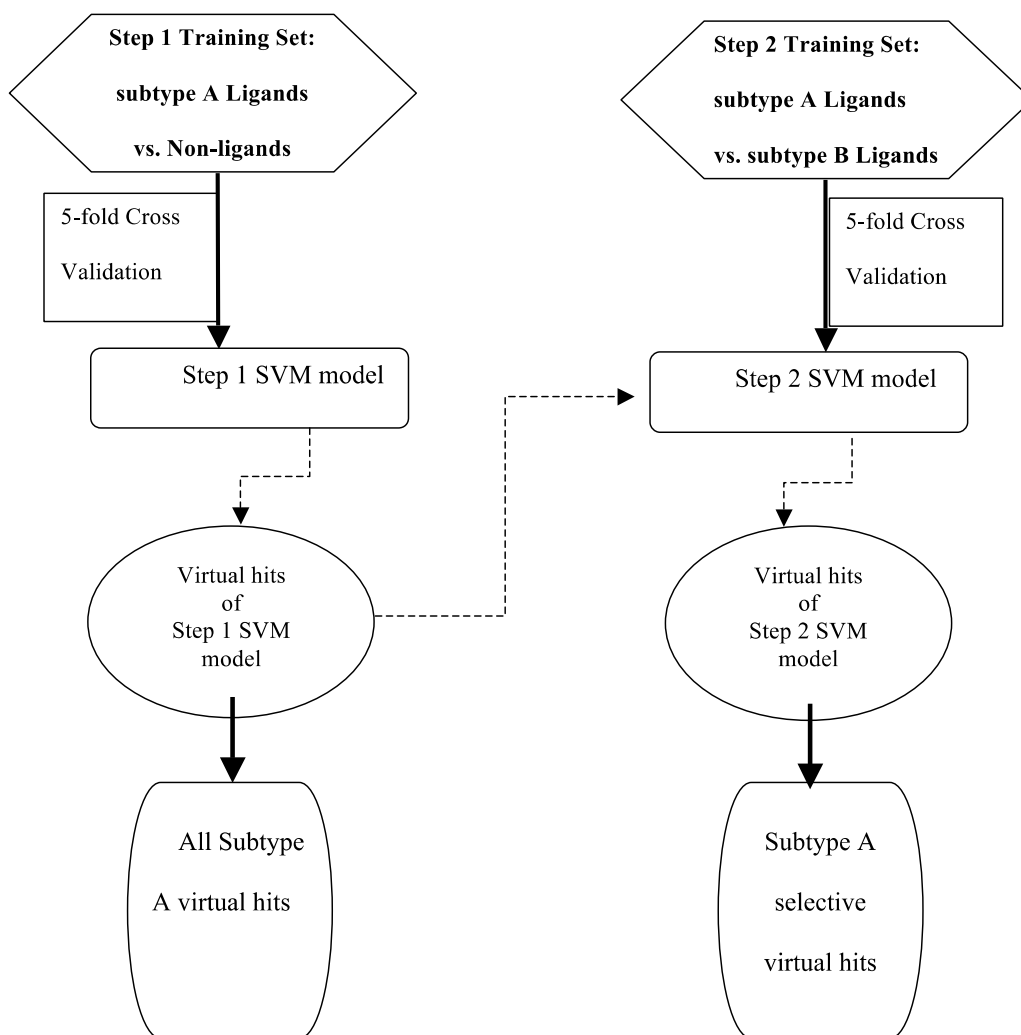 Step 1 Training Set:
subtype A Ligands
vs. Non-ligands
5-fold Cross
Validation
Step 1 SVM model
Virtual hits
of
Step 1 SVM
model
All Subtype
A virtual hits
Step 2 Training Set:
subtype A Ligands
vs. subtype B Ligands
5-fold Cross
Validation
Step 2 SVM model
Virtual hits
of
Step 2 SVM
model
Subtype A
selective
virtual hits